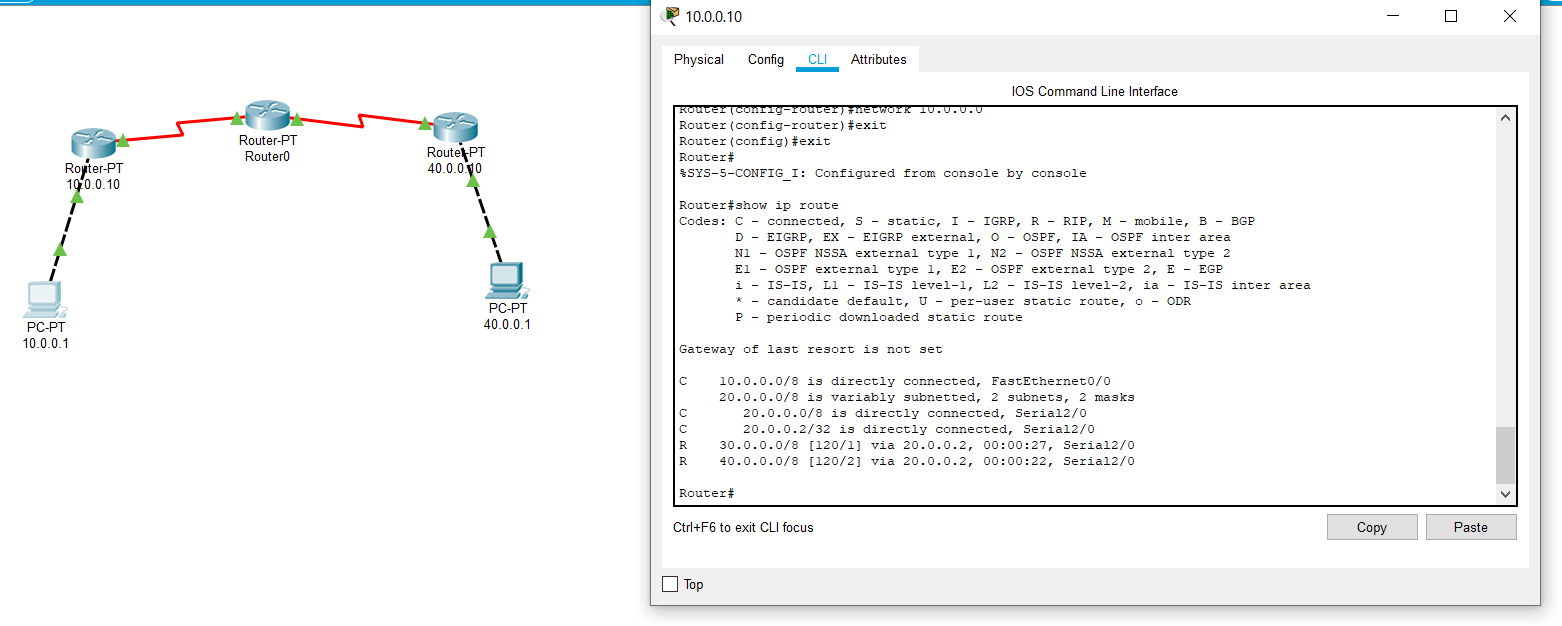 10.0.0.10
Physical Config CLI Attributes
IOS Command Line Interface
Router(config-router)#network 10.0.0.0
Router(config-router)#exit
Router(config)#exit
Router#
%SYS-5-CONFIG_I: Configured from console by console
Router#show ip route
Codes: C - connected, S - static, I - IGRP, R - RIP, M - mobile, B - BGP
D - EIGRP, EX - EIGRP external, O - OSPF, IA - OSPF inter area
N1 - OSPF NSSA external type 1, N2 - OSPF NSSA external type 2
E1 - OSPF external type 1, E2 - OSPF external type 2, E - EGP
i - IS-IS, L1 - IS-IS level-1, L2 - IS-IS level-2, ia - IS-IS inter area
* - candidate default, U - per-user static route, o - ODR
P - periodic downloaded static route
Gateway of last resort is not set
C 10.0.0.0/8 is directly connected, FastEthernet0/0
20.0.0.0/8 is variably subnetted, 2 subnets, 2 masks
C 20.0.0.0/8 is directly connected, Serial2/0
C 20.0.0.2/32 is directly connected, Serial2/0
R 30.0.0.0/8 [120/1] via 20.0.0.2, 00:00:27, Serial2/0
R 40.0.0.0/8 [120/2] via 20.0.0.2, 00:00:22, Serial2/0
Router#
Ctrl+F6 to exit CLI focus
Copy Paste
Top
Router-PT
10.0.0.10
Router-PT
Router0
Router-PT
40.0.0.10
PC-PT
10.0.0.1
PC-PT
40.0.0.1